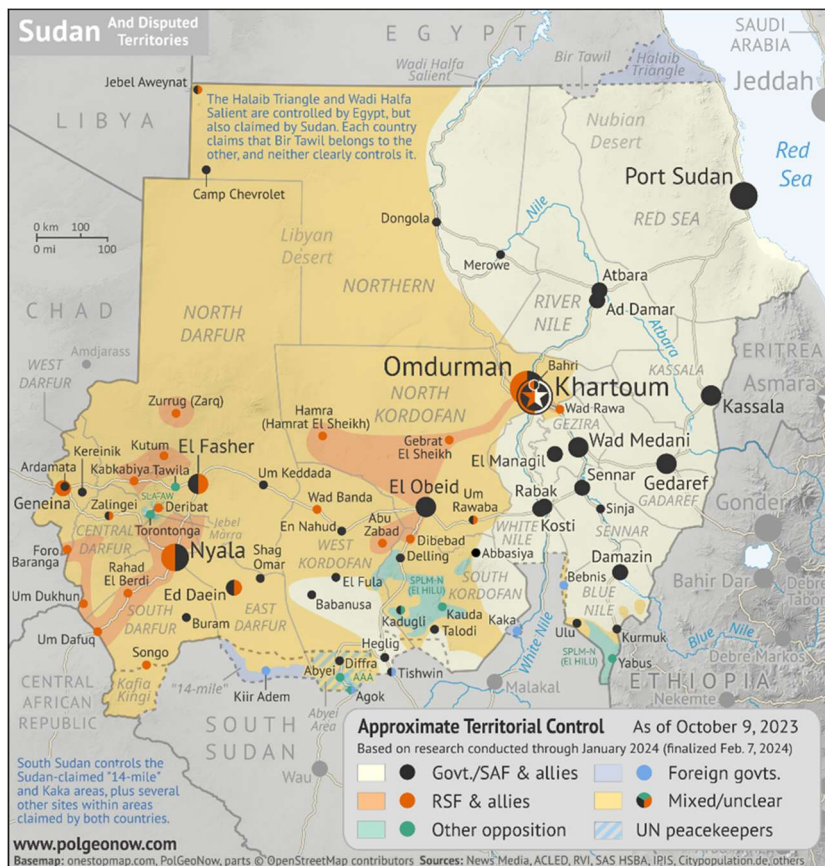 Sudan And Disputed
Territories
EGYPT
SAUDI
ARABIA
Wadi Halfa
Salient
Bir Tawil
Halaib
Triangle
Jeddah
Jebel Aweynat
The Halaib Triangle and Wadi Halfa
Salient are controlled by Egypt, but
also claimed by Sudan. Each country
claims that Bir Tawil belongs to the
other, and neither clearly controls it.
LIBYA
Nubian
Desert
Red
Sea
Camp Chevrolet
Port Sudan
RED SEA
0 km 100
0 mi 100
Dongola
Nile
Libyan
Desert
Merowe
NORTHERN
Atbara
Ad Damar
RIVER
NILE
Atbara
CHAD
NORTH
DARFUR
Amdjarass
WEST
DARFUR
Omdurman
Bahri
Khartoum
KASSALA
ERITREA
Asmara
Kassala
Zurrug (Zarq)
NORTH
KORDOFAN
Wad Rawa
GEZIRA
Hamra
(Hamrat El Sheikh)
Gebrat
El Sheikh
Kutum
El Fasher
Kereinik
Ardamata
Kabkabiya
Tawila
Um Keddada
El Managil
Wad Medani
Gedaref
GADAREF
Geneina
SLAFAW
Zalingei
Deribat
Wad Banda
El Obeid
Um
Rawaba
Rabak
Sennar
Sinja
Gonder
CENTRAL
DARFUR
Torontonga
Jebel
Marra
En Nahud
Abu
Zabad
Dibebad
WHITE
NILE
Kosti
SENNAR
Foro
Baranga
Nyala
Shag
Omar
WEST
KORDOFAN
Delling
Abbasiya
Damazin
Rahad
El Berdi
El Fula
SPLM-N
(El HILU)
SOUTH
KORDOFAN
Bebnis
BLUE
NILE
Bahir Dar
Debre
Tabor
Um Dukhun
Ed Daein
Babanusa
Kauda
SOUTH
DARFUR
EAST
DARFUR
Buram
Kadugli
Talodi
Kaka
Ulu
Kurmuk
Blue Nile
Um Dafuq
Heglig
White Nile
SPLM-N
(El HILU)
Yabus
Debre Markos
Songo
Diffra
Abyei
AAA
Tishwin
Kafia
Kingi
"14-mile"
Kiir Adem
Agok
Malakal
ETHIOPIA
Nekemte
CENTRAL
AFRICAN
REPUBLIC
SOUTH
SUDAN
Abyei
Area
Wau
South Sudan controls the
Sudan-claimed "14-mile"
and Kaka areas, plus several
other sites within areas
claimed by both countries.
Approximate Territorial Control As of October 9, 2023
Based on research conducted through January 2024 (finalized Feb. 7, 2024)
Govt./SAF & allies
Foreign govts.
RSF & allies
Mixed/unclear
Other opposition
UN peacekeepers
www.polgeonow.com
Basemap: onestopmap.com, PolGeoNow, parts © OpenStreetMap contributors Sources: News Media, ACLED, RVI, SAS HSBA, IPIS, Citypopulation.de, others